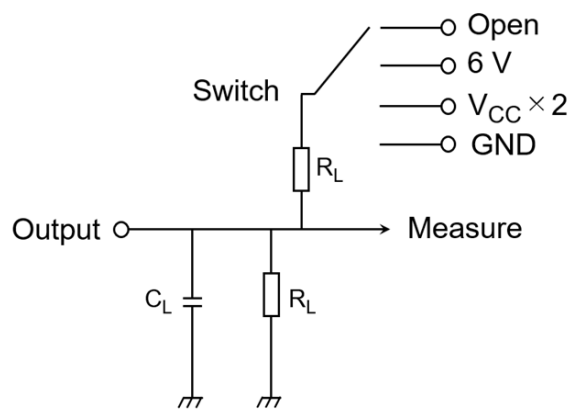 Open
6 V
Switch
VCC × 2
GND
RL
Output
Measure
CL
RL